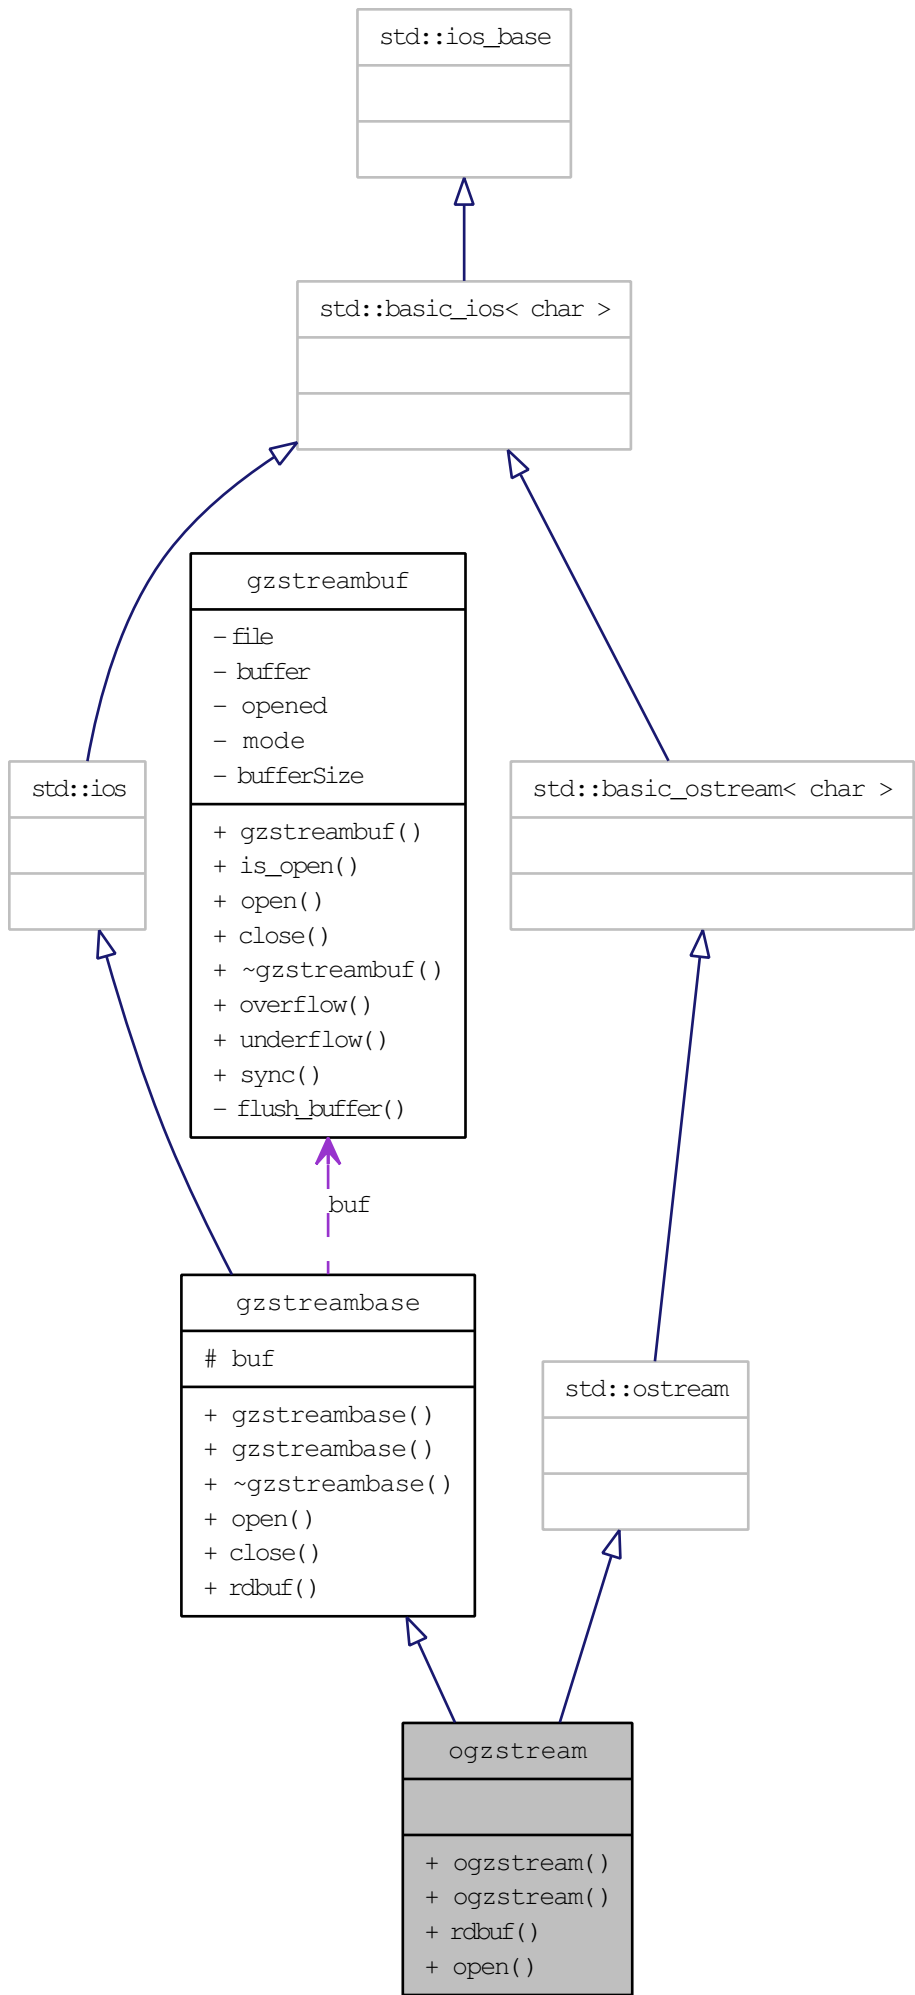 std::ios_base
std::basic_ios< char >
gzstreambuf
- file
- buffer
- opened
- mode
- bufferSize
+ gzstreambuf()
+ is_open()
+ open()
+ close()
+ ~gzstreambuf()
+ overflow()
+ underflow()
+ sync()
- flush_buffer()
std::ios
std::basic_ostream< char >
buf
gzstreambase
# buf
+ gzstreambase()
+ gzstreambase()
+ ~gzstreambase()
+ open()
+ close()
+ rdbuf()
std::ostream
ogzstream
+ ogzstream()
+ ogzstream()
+ rdbuf()
+ open()